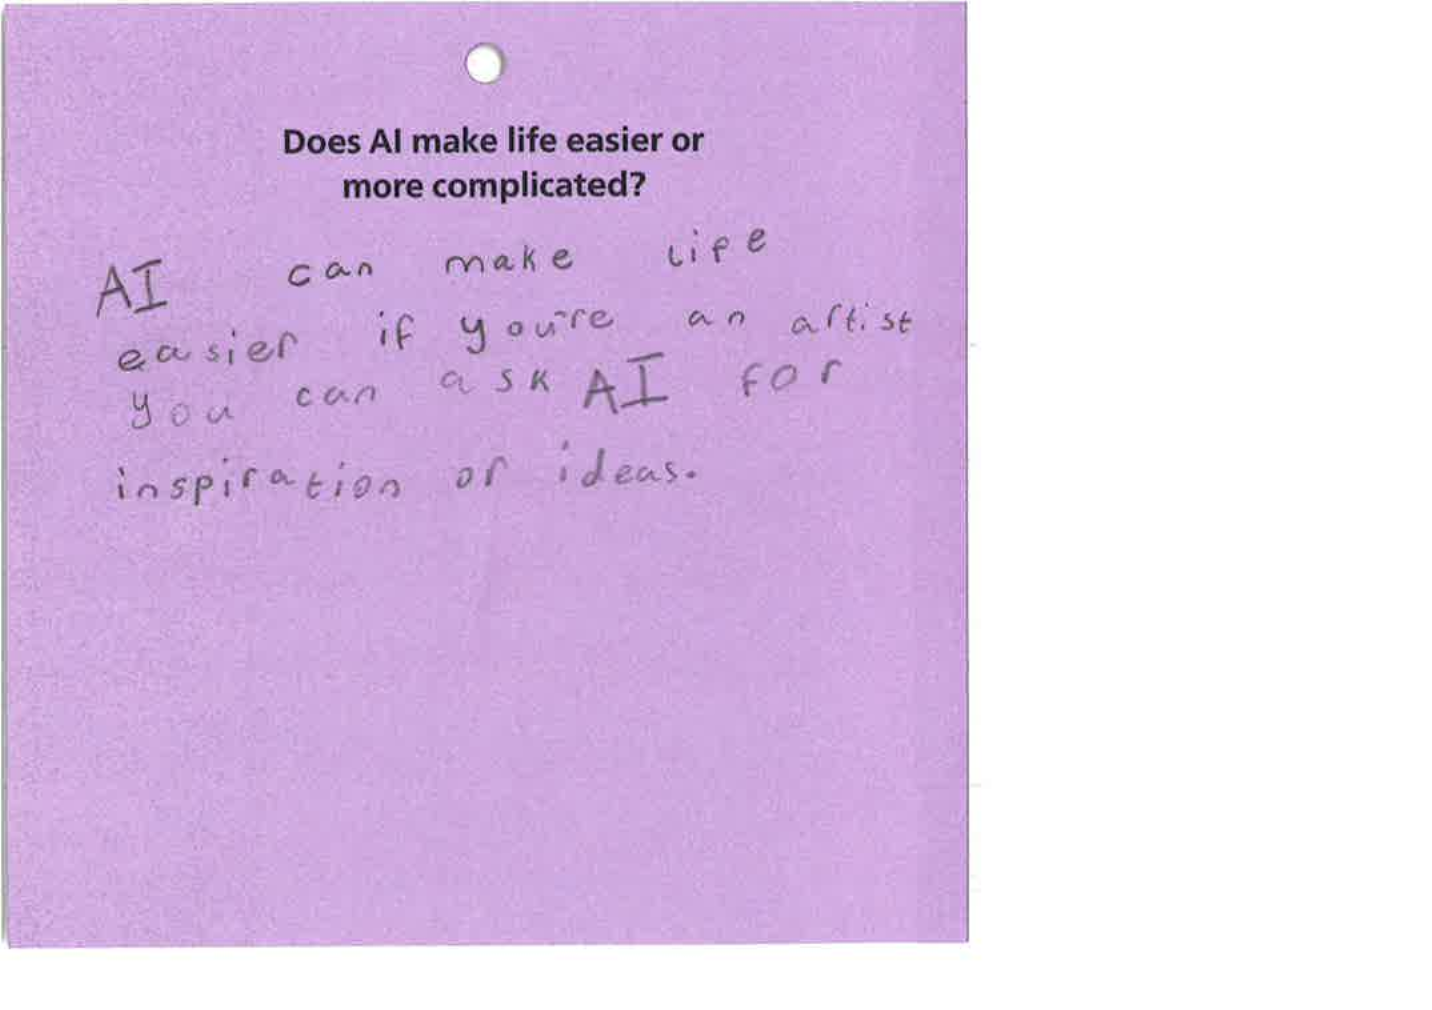 Does AI make life easier or
more complicated?
AI can make life
easier if you're an artist
you can ask AI for
inspiration or ideas.